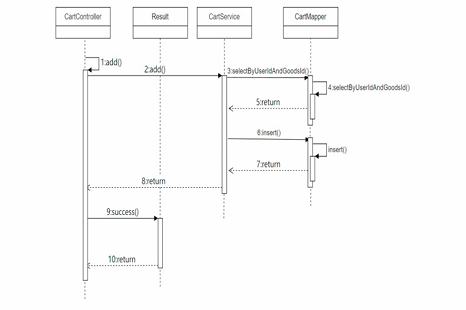 CartController
Result
CartService
CartMapper
1:add()
2:add()
3:selectByUserIdAndGoodsId()
4:selectByUserIdAndGoodsId()
5:return
6:insert()
insert()
7:return
8:return
9:success()
10:return